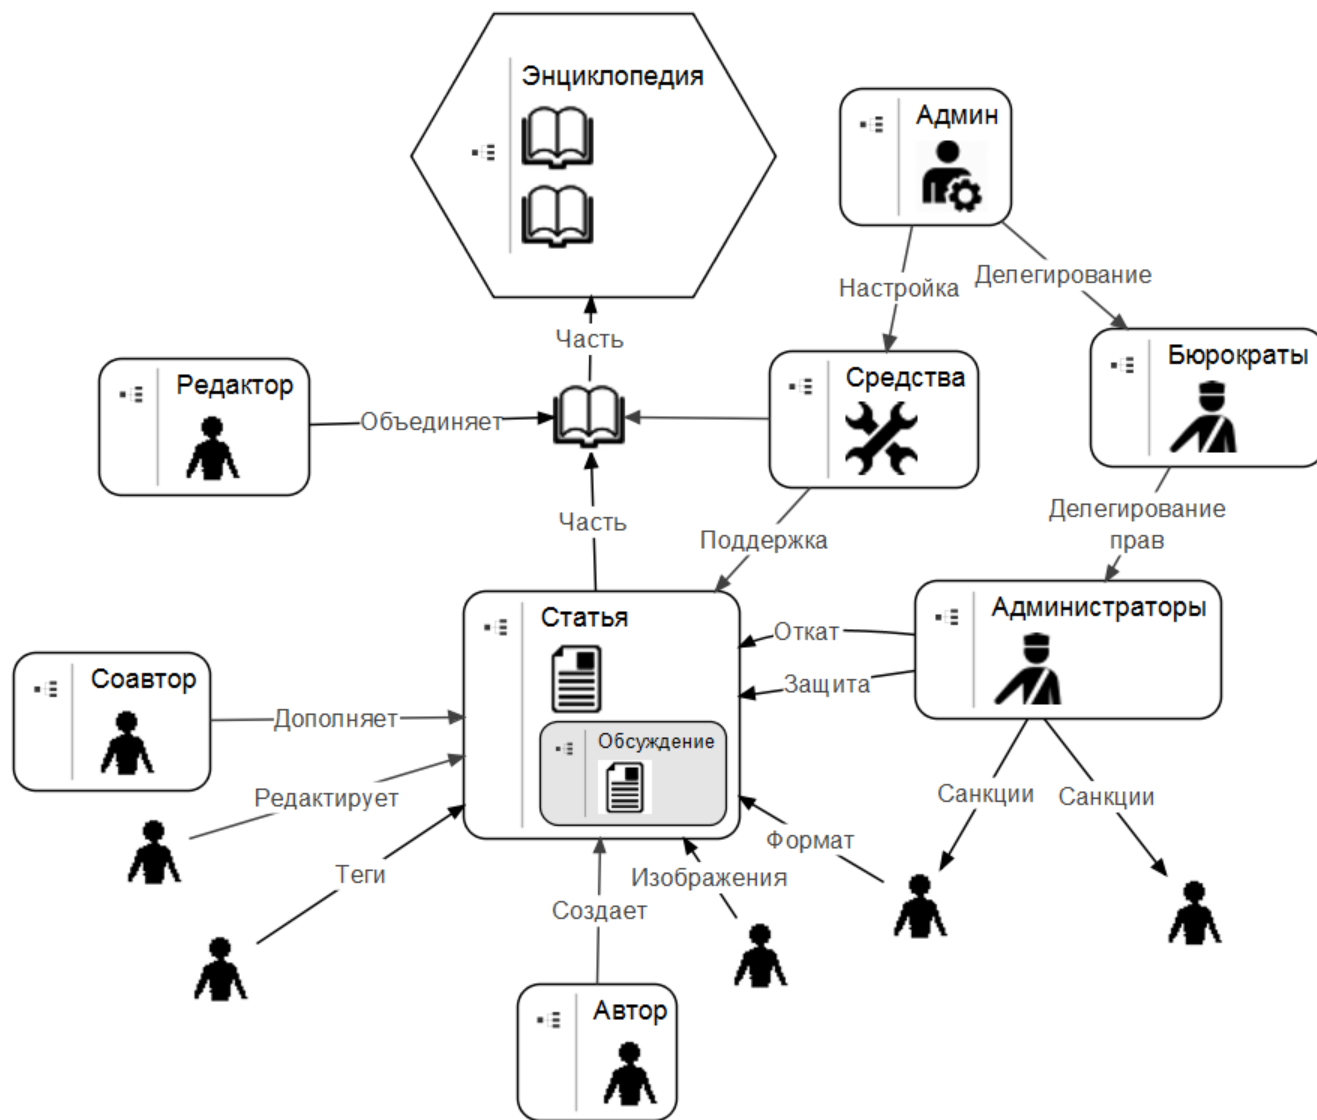 Энциклопедия
Админ
Настройка
Делегирование
Часть
Бюрократы
Редактор
Средства
Объединяет
Часть
Поддержка
Делегирование
прав
Статья
Администраторы
Откат
Соавтор
Защита
Дополняет
Обсуждение
Редактирует
Санкции
Санкции
Формат
Теги
Изображения
Создает
Автор